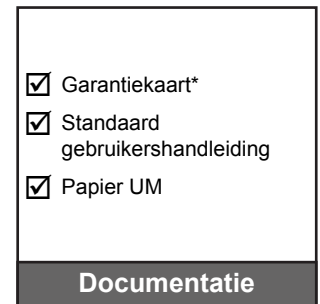 Garantiekaart*
Standaard
gebruikershandleiding
Papier UM
Documentatie